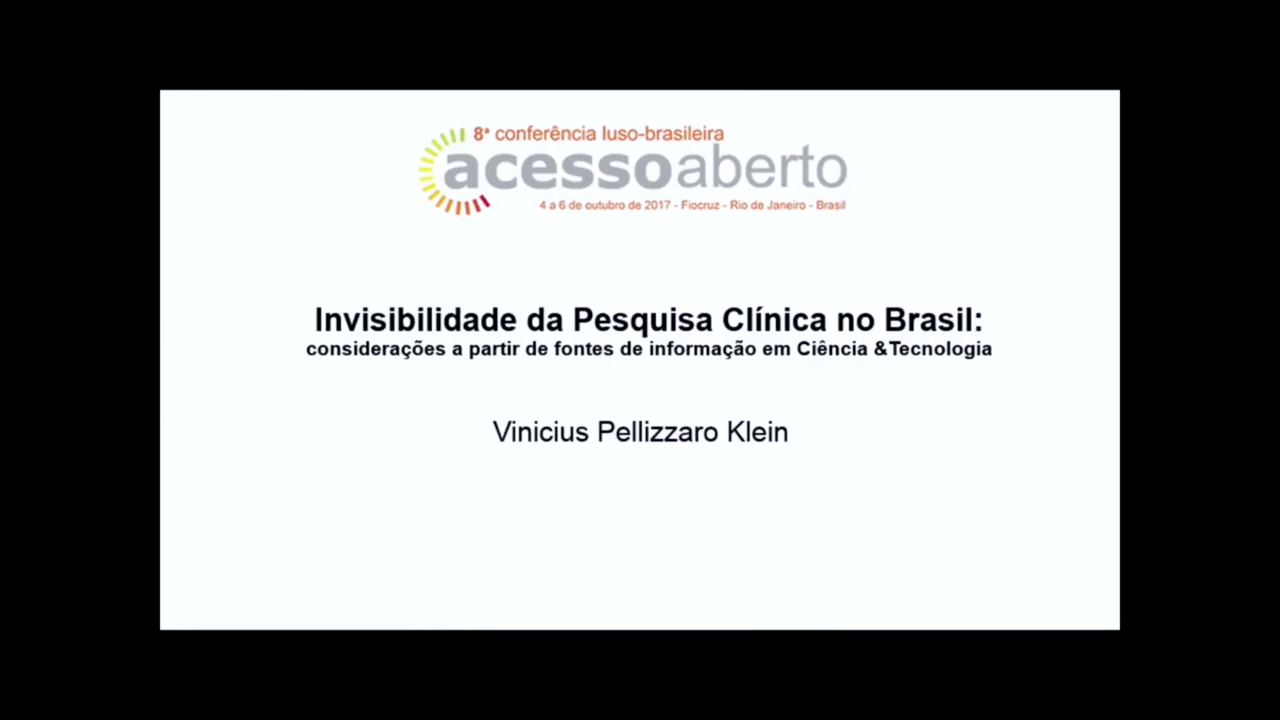 8ª conferência luso-brasileira
acessoaberto
4 a 6 de outubro de 2017 - Fiocruz - Rio de Janeiro - Brasil
Invisibilidade da Pesquisa Clínica no Brasil:
considerações a partir de fontes de informação em Ciência &Tecnologia
Vinicius Pellizzaro Klein